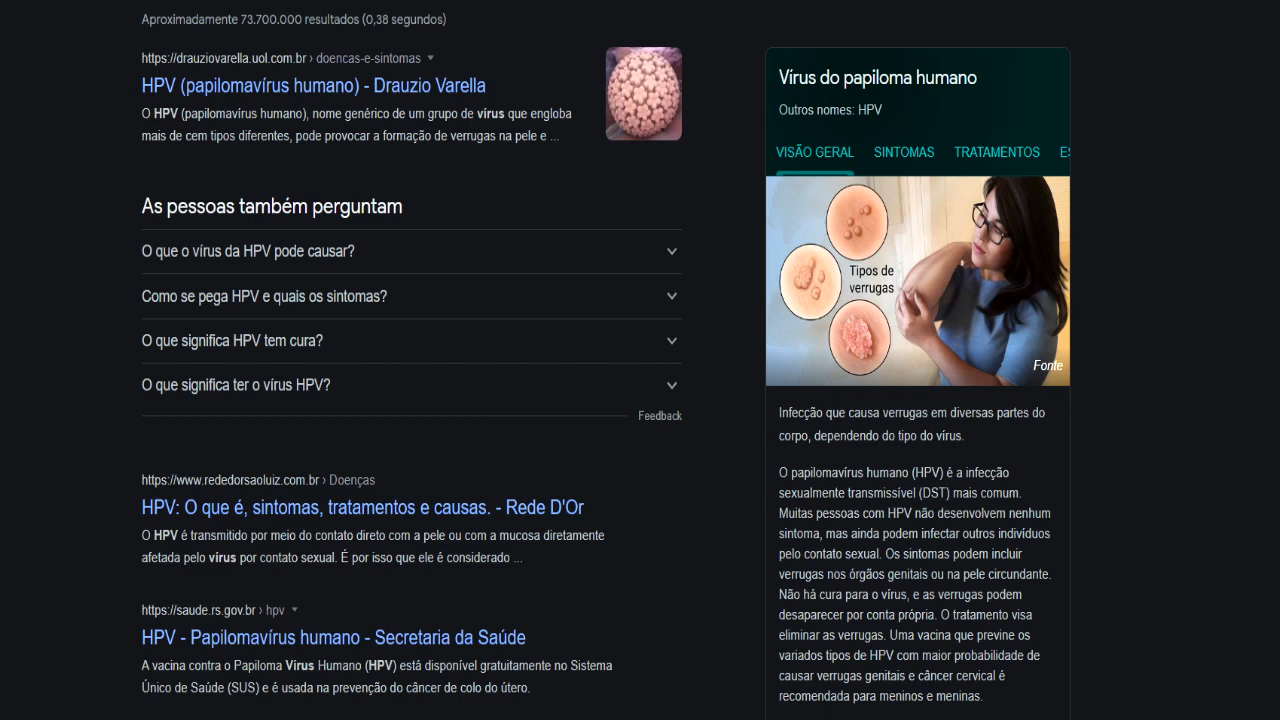 Aproximadamente 73.700.000 resultados (0,38 segundos)
https://drauziovarella.uol.com.br › doencas-e-sintomas
HPV (papilomavírus humano) - Drauzio Varella
O HPV (papilomavírus humano), nome genérico de um grupo de vírus que engloba
mais de cem tipos diferentes, pode provocar a formação de verrugas na pele e ...
As pessoas também perguntam
O que o vírus da HPV pode causar?
Como se pega HPV e quais os sintomas?
O que significa HPV tem cura?
O que significa ter o vírus HPV?
Feedback
https://www.rededorsaoluiz.com.br › Doenças
HPV: O que é, sintomas, tratamentos e causas. - Rede D'Or
O HPV é transmitido por meio do contato direto com a pele ou com a mucosa diretamente
afetada pelo vírus por contato sexual. É por isso que ele é considerado ...
https://saude.rs.gov.br › hpv
HPV - Papilomavírus humano - Secretaria da Saúde
A vacina contra o Papiloma Vírus Humano (HPV) está disponível gratuitamente no Sistema
Único de Saúde (SUS) e é usada na prevenção do câncer de colo do útero.
Vírus do papiloma humano
Outros nomes: HPV
VISÃO GERAL SINTOMAS TRATAMENTOS ES
Tipos de
verrugas
Fonte
Infecção que causa verrugas em diversas partes do
corpo, dependendo do tipo do vírus.
O papilomavírus humano (HPV) é a infecção
sexualmente transmissível (DST) mais comum.
Muitas pessoas com HPV não desenvolvem nenhum
sintoma, mas ainda podem infectar outros indivíduos
pelo contato sexual. Os sintomas podem incluir
verrugas nos órgãos genitais ou na pele circundante.
Não há cura para o vírus, e as verrugas podem
desaparecer por conta própria. O tratamento visa
eliminar as verrugas. Uma vacina que previne os
variados tipos de HPV com maior probabilidade de
causar verrugas genitais e câncer cervical é
recomendada para meninos e meninas.